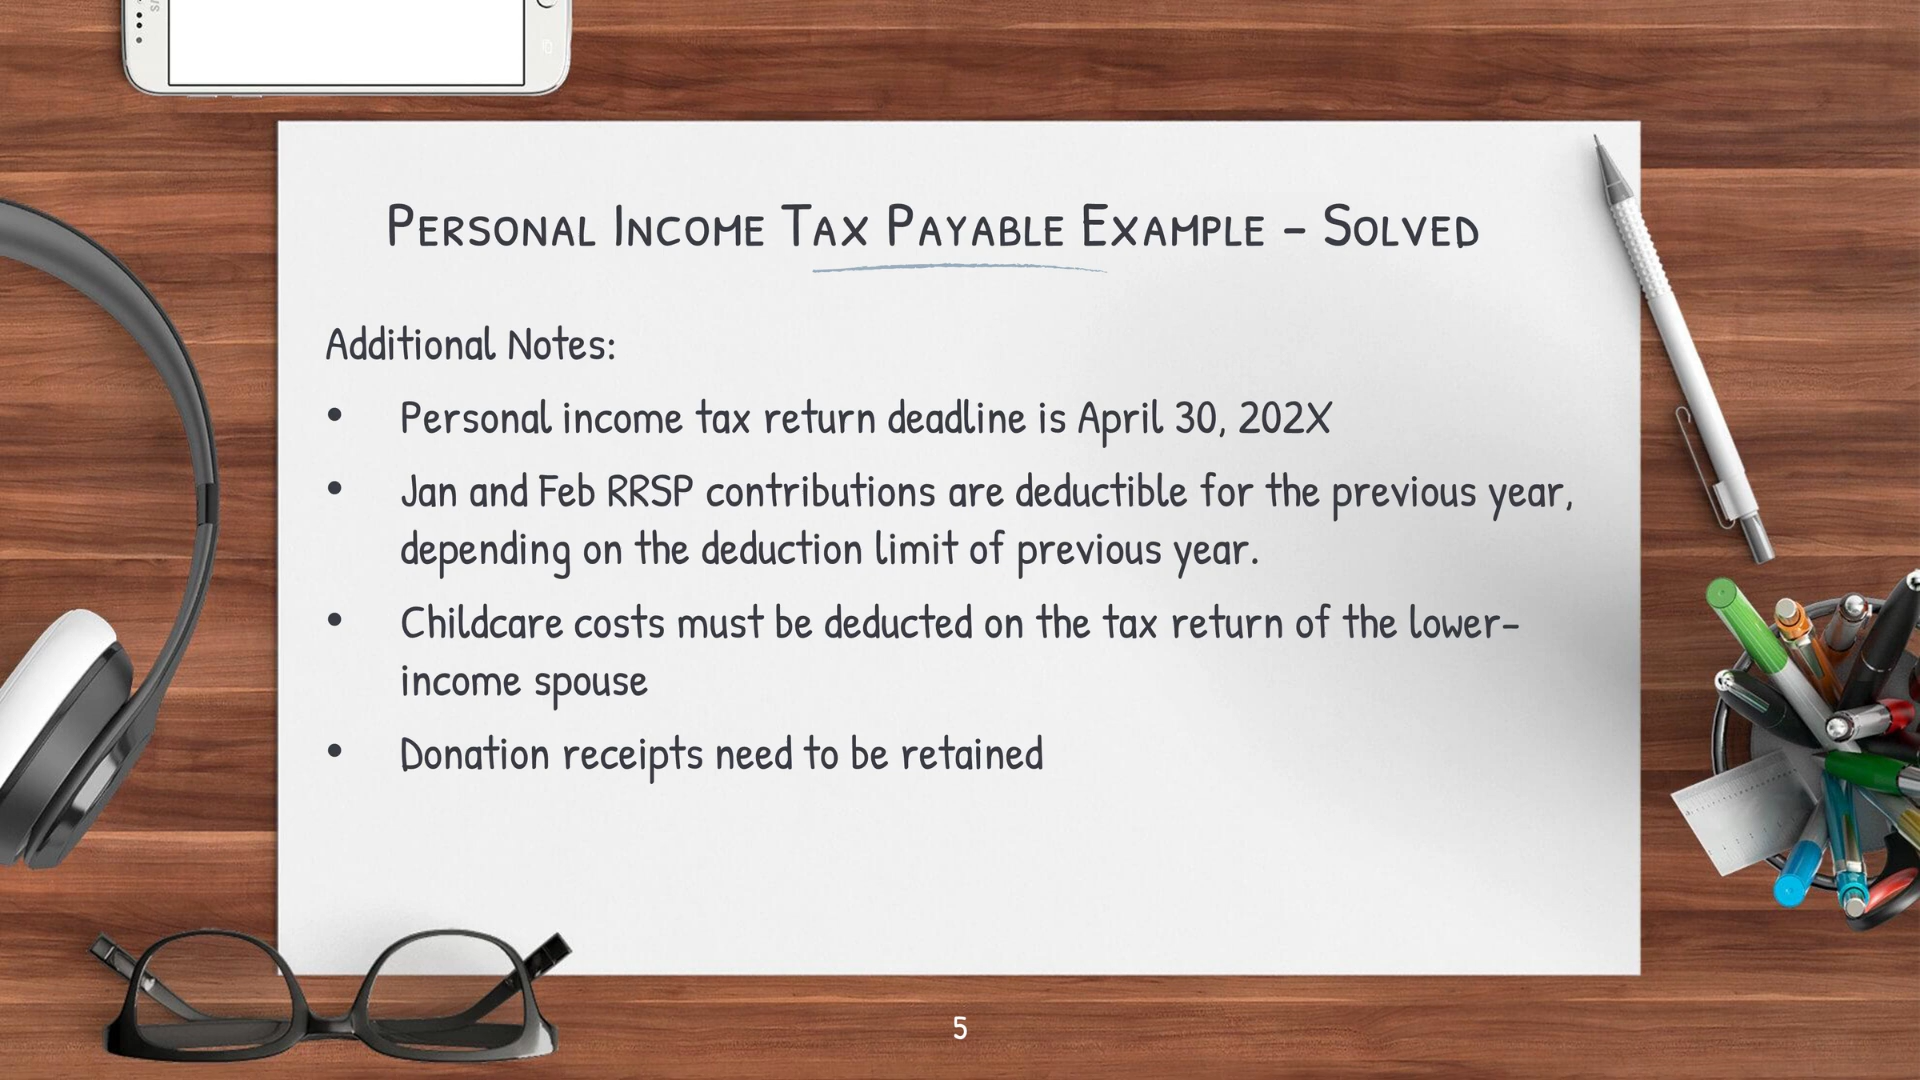 Personal Income Tax Payable Example – Solved
Additional Notes:
• Personal income tax return deadline is April 30, 202X
• Jan and Feb RRSP contributions are deductible for the previous year,
depending on the deduction limit of previous year.
• Childcare costs must be deducted on the tax return of the lower-
income spouse
• Donation receipts need to be retained
5